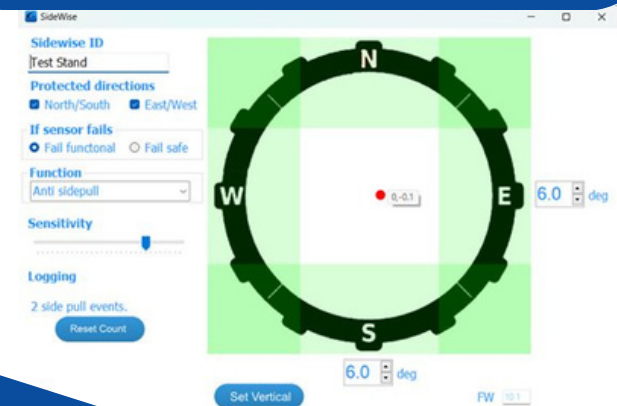 SideWise
Sidewise ID
Test Stand
Protected directions
North/South East/West
If sensor fails
Fail functonal Fail safe
Function
Anti sidepull
Sensitivity
Logging
2 side pull events.
Reset Count
N
W
0,-0.1
E
S
6.0 deg
6.0 deg
Set Vertical
FW 10.1